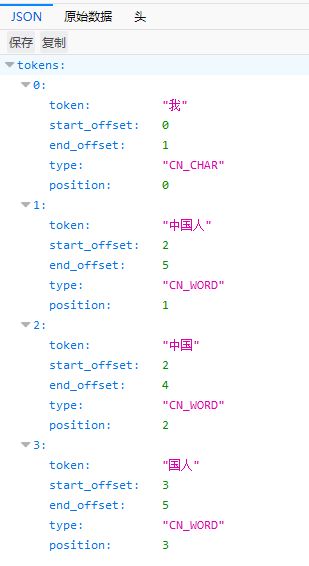 JSON 原始数据 头
保存 复制
tokens:
0:
token: "我"
start_offset: 0
end_offset: 1
type: "CN_CHAR"
position: 0
1:
token: "中国人"
start_offset: 2
end_offset: 5
type: "CN_WORD"
position: 1
2:
token: "中国"
start_offset: 2
end_offset: 4
type: "CN_WORD"
position: 2
3:
token: "国人"
start_offset: 3
end_offset: 5
type: "CN_WORD"
position: 3